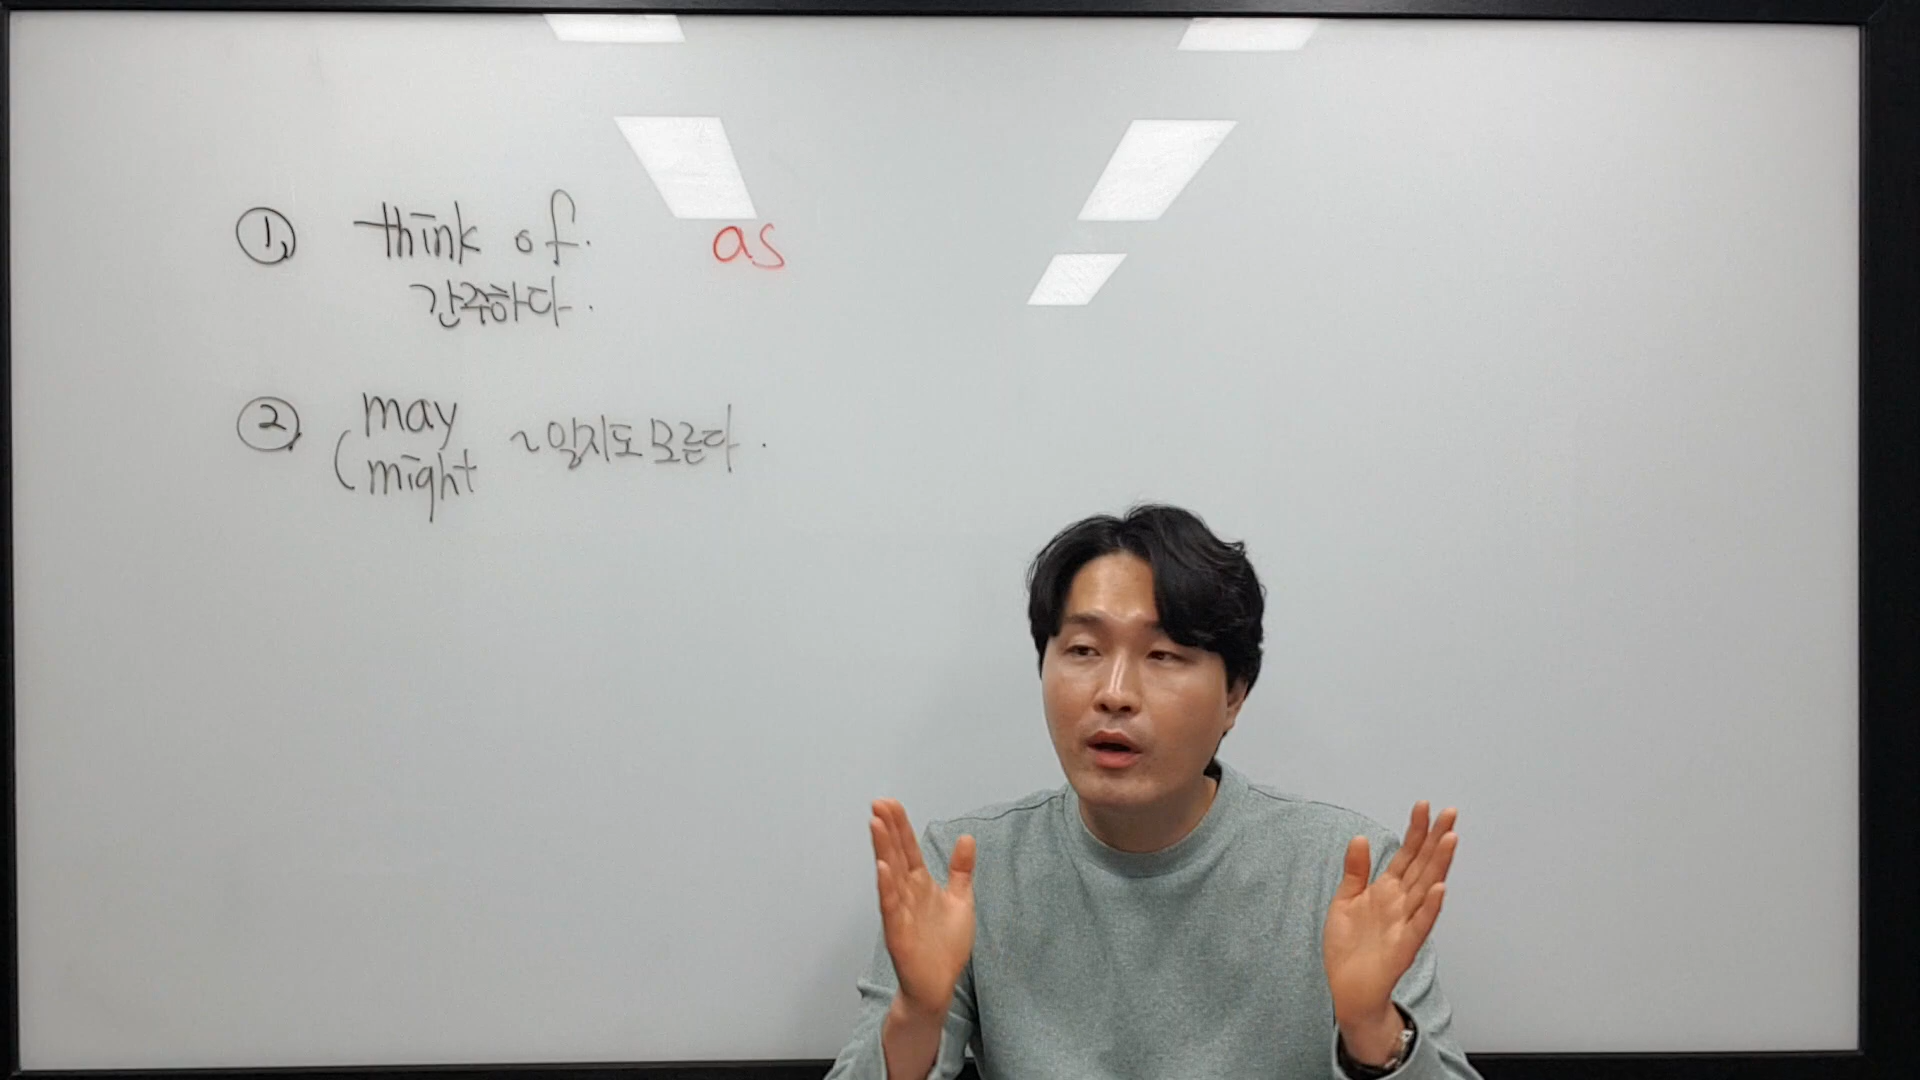 ①, think of. as
간주하다.
②, may
(might ~일지도 모른다.